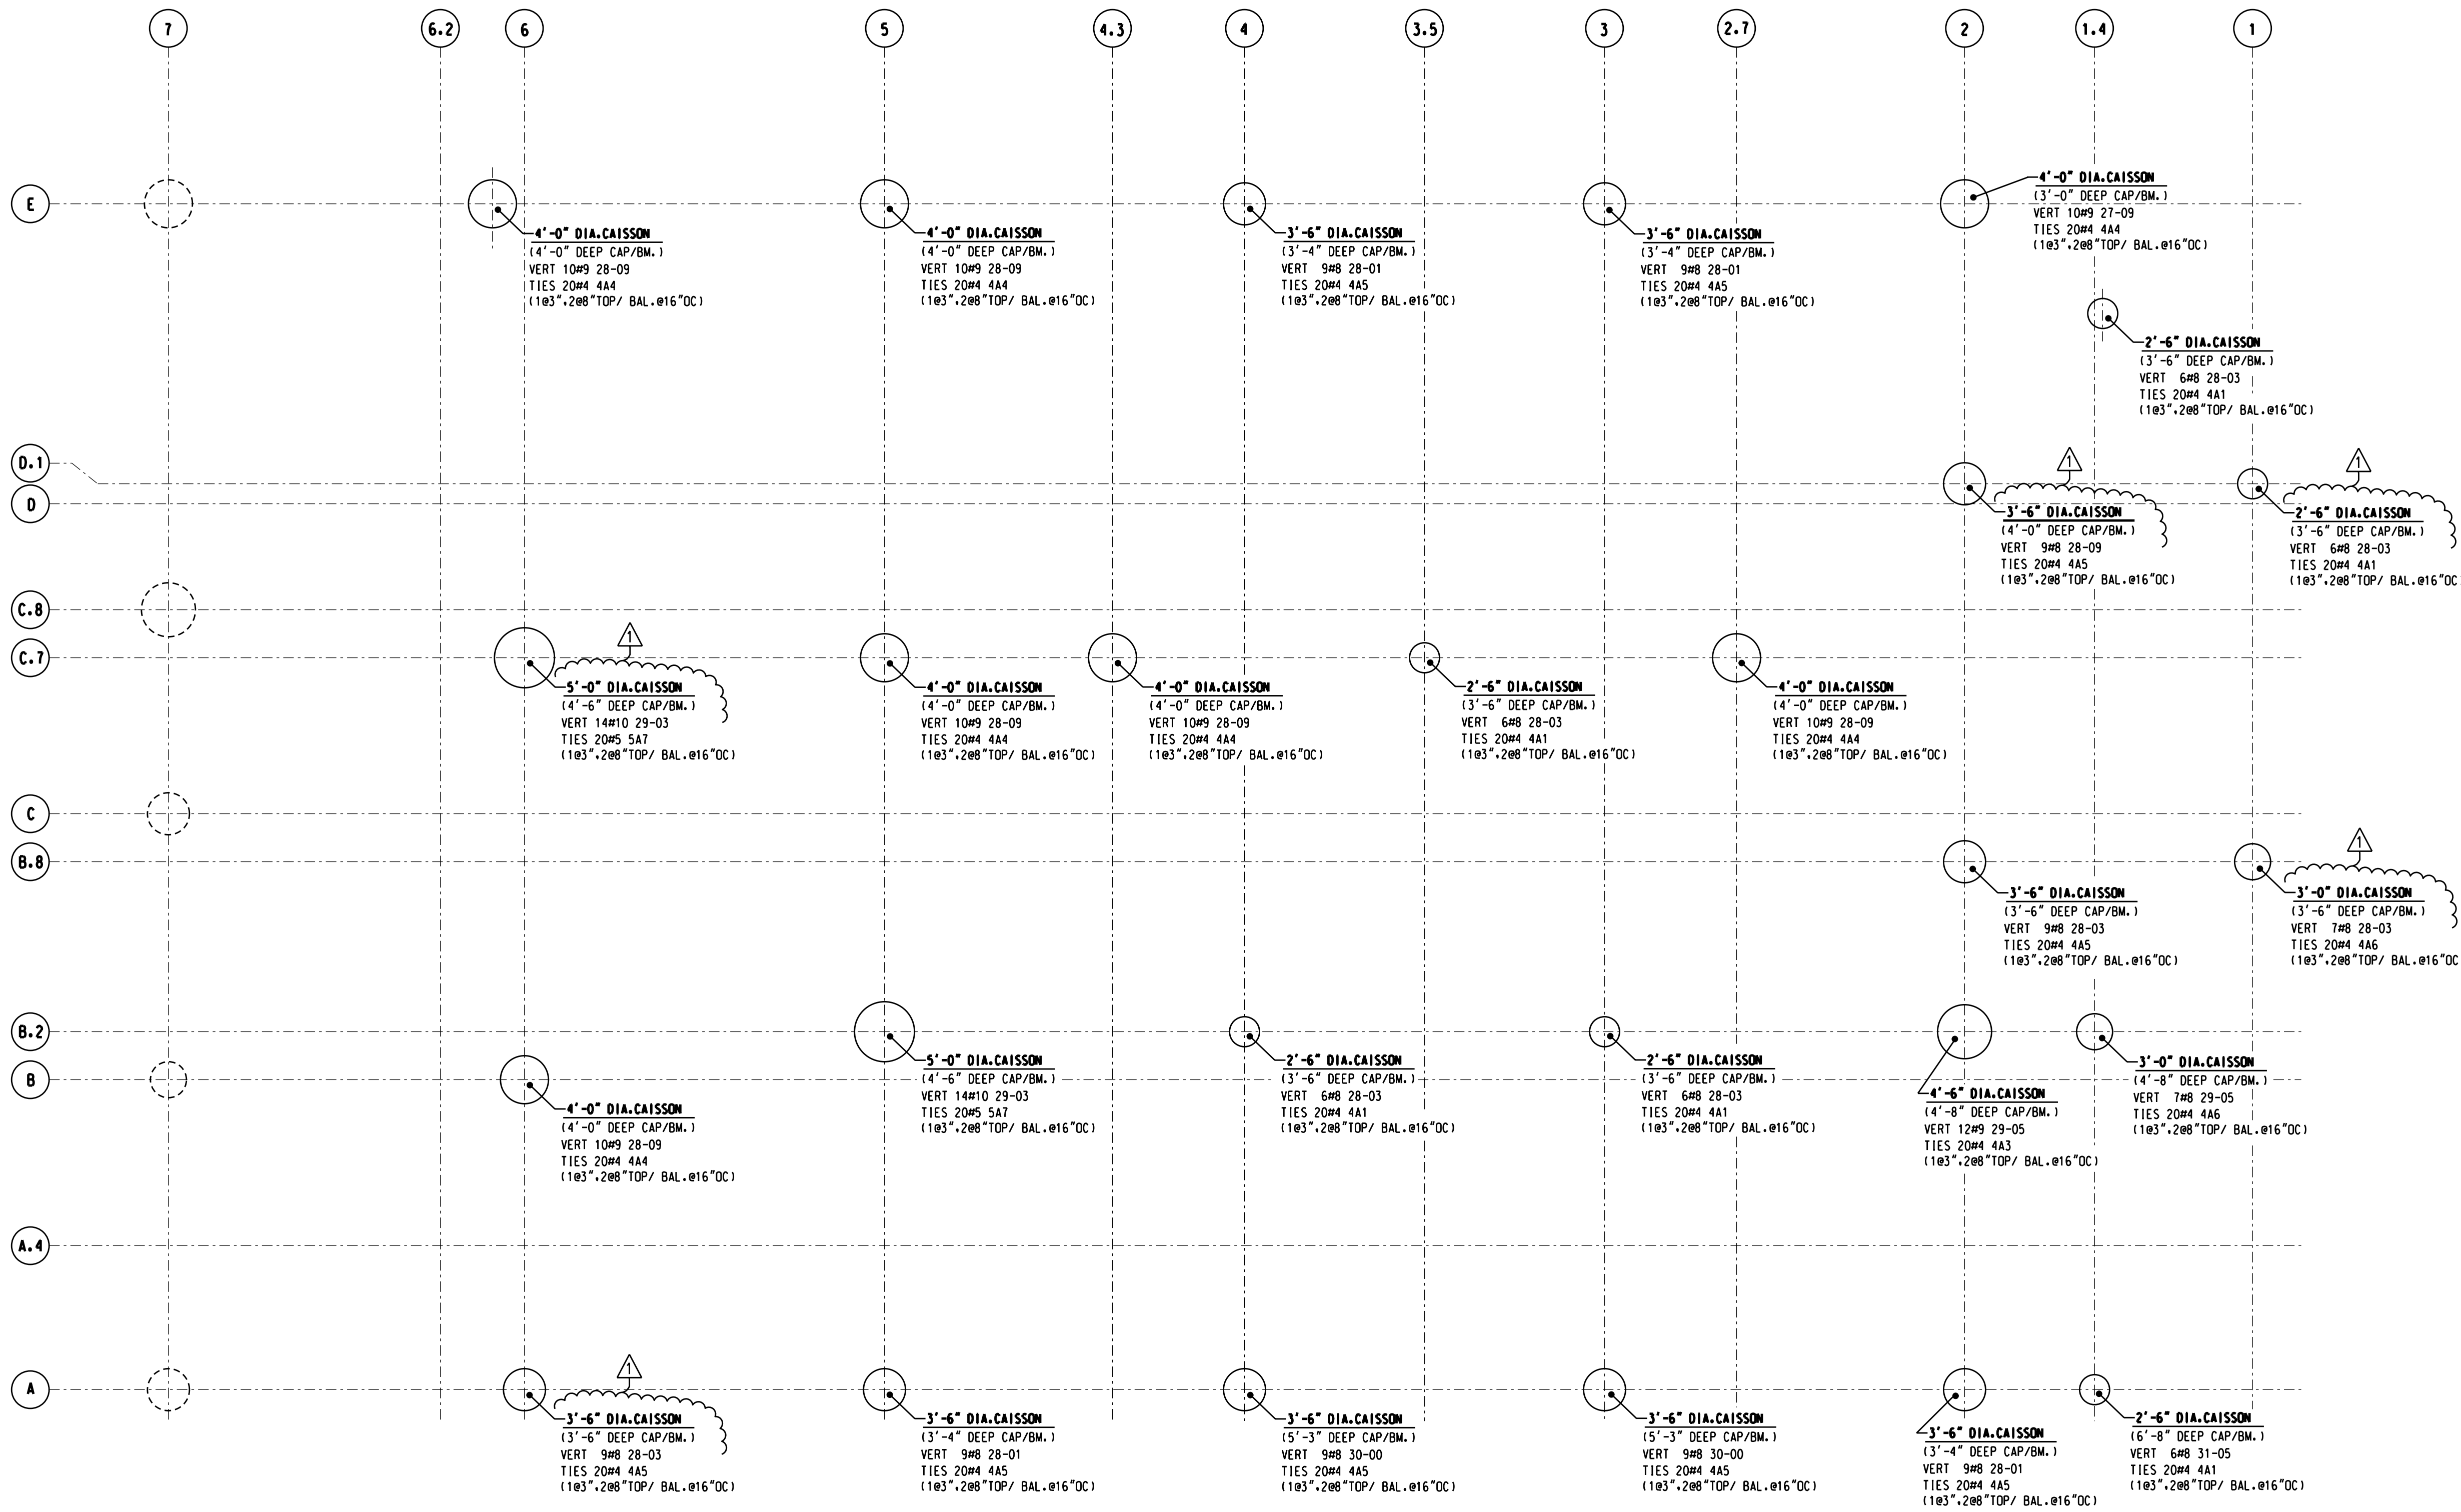 7
6.2
6
5
4.3
4
3.5
3
2.7
2
1.4
1
E
4'-0" DIA.CAISSON
(4'-0" DEEP CAP/BM.)
VERT 10#9 28-09
TIES 20#4 4A4
(1@3",2@8"TOP/ BAL.@16"OC)
4'-0" DIA.CAISSON
(4'-0" DEEP CAP/BM.)
VERT 10#9 28-09
TIES 20#4 4A4
(1@3",2@8"TOP/ BAL.@16"OC)
3'-6" DIA.CAISSON
(3'-4" DEEP CAP/BM.)
VERT 9#8 28-01
TIES 20#4 4A5
(1@3",2@8"TOP/ BAL.@16"OC)
3'-6" DIA.CAISSON
(3'-4" DEEP CAP/BM.)
VERT 9#8 28-01
TIES 20#4 4A5
(1@3",2@8"TOP/ BAL.@16"OC)
4'-0" DIA.CAISSON
(3'-0" DEEP CAP/BM.)
VERT 10#9 27-09
TIES 20#4 4A4
(1@3",2@8"TOP/ BAL.@16"OC)
2'-6" DIA.CAISSON
(3'-6" DEEP CAP/BM.)
VERT 6#8 28-03
TIES 20#4 4A1
(1@3",2@8"TOP/ BAL.@16"OC)
D.1
D
1
3'-6" DIA.CAISSON
(4'-0" DEEP CAP/BM.)
VERT 9#8 28-09
TIES 20#4 4A5
(1@3",2@8"TOP/ BAL.@16"OC)
1
2'-6" DIA.CAISSON
(3'-6" DEEP CAP/BM.)
VERT 6#8 28-03
TIES 20#4 4A1
(1@3",2@8"TOP/ BAL.@16"OC
C.8
C.7
1
5'-0" DIA.CAISSON
(4'-6" DEEP CAP/BM.)
VERT 14#10 29-03
TIES 20#5 5A7
(1@3",2@8"TOP/ BAL.@16"OC)
4'-0" DIA.CAISSON
(4'-0" DEEP CAP/BM.)
VERT 10#9 28-09
TIES 20#4 4A4
(1@3",2@8"TOP/ BAL.@16"OC)
4'-0" DIA.CAISSON
(4'-0" DEEP CAP/BM.)
VERT 10#9 28-09
TIES 20#4 4A4
(1@3",2@8"TOP/ BAL.@16"OC)
2'-6" DIA.CAISSON
(3'-6" DEEP CAP/BM.)
VERT 6#8 28-03
TIES 20#4 4A1
(1@3",2@8"TOP/ BAL.@16"OC)
4'-0" DIA.CAISSON
(4'-0" DEEP CAP/BM.)
VERT 10#9 28-09
TIES 20#4 4A4
(1@3",2@8"TOP/ BAL.@16"OC)
C
B.8
3'-6" DIA.CAISSON
(3'-6" DEEP CAP/BM.)
VERT 9#8 28-03
TIES 20#4 4A5
(1@3",2@8"TOP/ BAL.@16"OC)
1
3'-0" DIA.CAISSON
(3'-6" DEEP CAP/BM.)
VERT 7#8 28-03
TIES 20#4 4A6
(1@3",2@8"TOP/ BAL.@16"OC
B.2
B
4'-0" DIA.CAISSON
(4'-0" DEEP CAP/BM.)
VERT 10#9 28-09
TIES 20#4 4A4
(1@3",2@8"TOP/ BAL.@16"OC)
5'-0" DIA.CAISSON
(4'-6" DEEP CAP/BM.)
VERT 14#10 29-03
TIES 20#5 5A7
(1@3",2@8"TOP/ BAL.@16"OC)
2'-6" DIA.CAISSON
(3'-6" DEEP CAP/BM.)
VERT 6#8 28-03
TIES 20#4 4A1
(1@3",2@8"TOP/ BAL.@16"OC)
2'-6" DIA.CAISSON
(3'-6" DEEP CAP/BM.)
VERT 6#8 28-03
TIES 20#4 4A1
(1@3",2@8"TOP/ BAL.@16"OC)
4'-6" DIA.CAISSON
(4'-8" DEEP CAP/BM.)
VERT 12#9 29-05
TIES 20#4 4A3
(1@3",2@8"TOP/ BAL.@16"OC)
3'-0" DIA.CAISSON
(4'-8" DEEP CAP/BM.)
VERT 7#8 29-05
TIES 20#4 4A6
(1@3",2@8"TOP/ BAL.@16"OC)
A.4
A
1
3'-6" DIA.CAISSON
(3'-6" DEEP CAP/BM.)
VERT 9#8 28-03
TIES 20#4 4A5
(1@3",2@8"TOP/ BAL.@16"OC)
3'-6" DIA.CAISSON
(3'-4" DEEP CAP/BM.)
VERT 9#8 28-01
TIES 20#4 4A5
(1@3",2@8"TOP/ BAL.@16"OC)
3'-6" DIA.CAISSON
(5'-3" DEEP CAP/BM.)
VERT 9#8 30-00
TIES 20#4 4A5
(1@3",2@8"TOP/ BAL.@16"OC)
3'-6" DIA.CAISSON
(5'-3" DEEP CAP/BM.)
VERT 9#8 30-00
TIES 20#4 4A5
(1@3",2@8"TOP/ BAL.@16"OC)
3'-6" DIA.CAISSON
(3'-4" DEEP CAP/BM.)
VERT 9#8 28-01
TIES 20#4 4A5
(1@3",2@8"TOP/ BAL.@16"OC)
2'-6" DIA.CAISSON
(6'-8" DEEP CAP/BM.)
VERT 6#8 31-05
TIES 20#4 4A1
(1@3",2@8"TOP/ BAL.@16"OC)